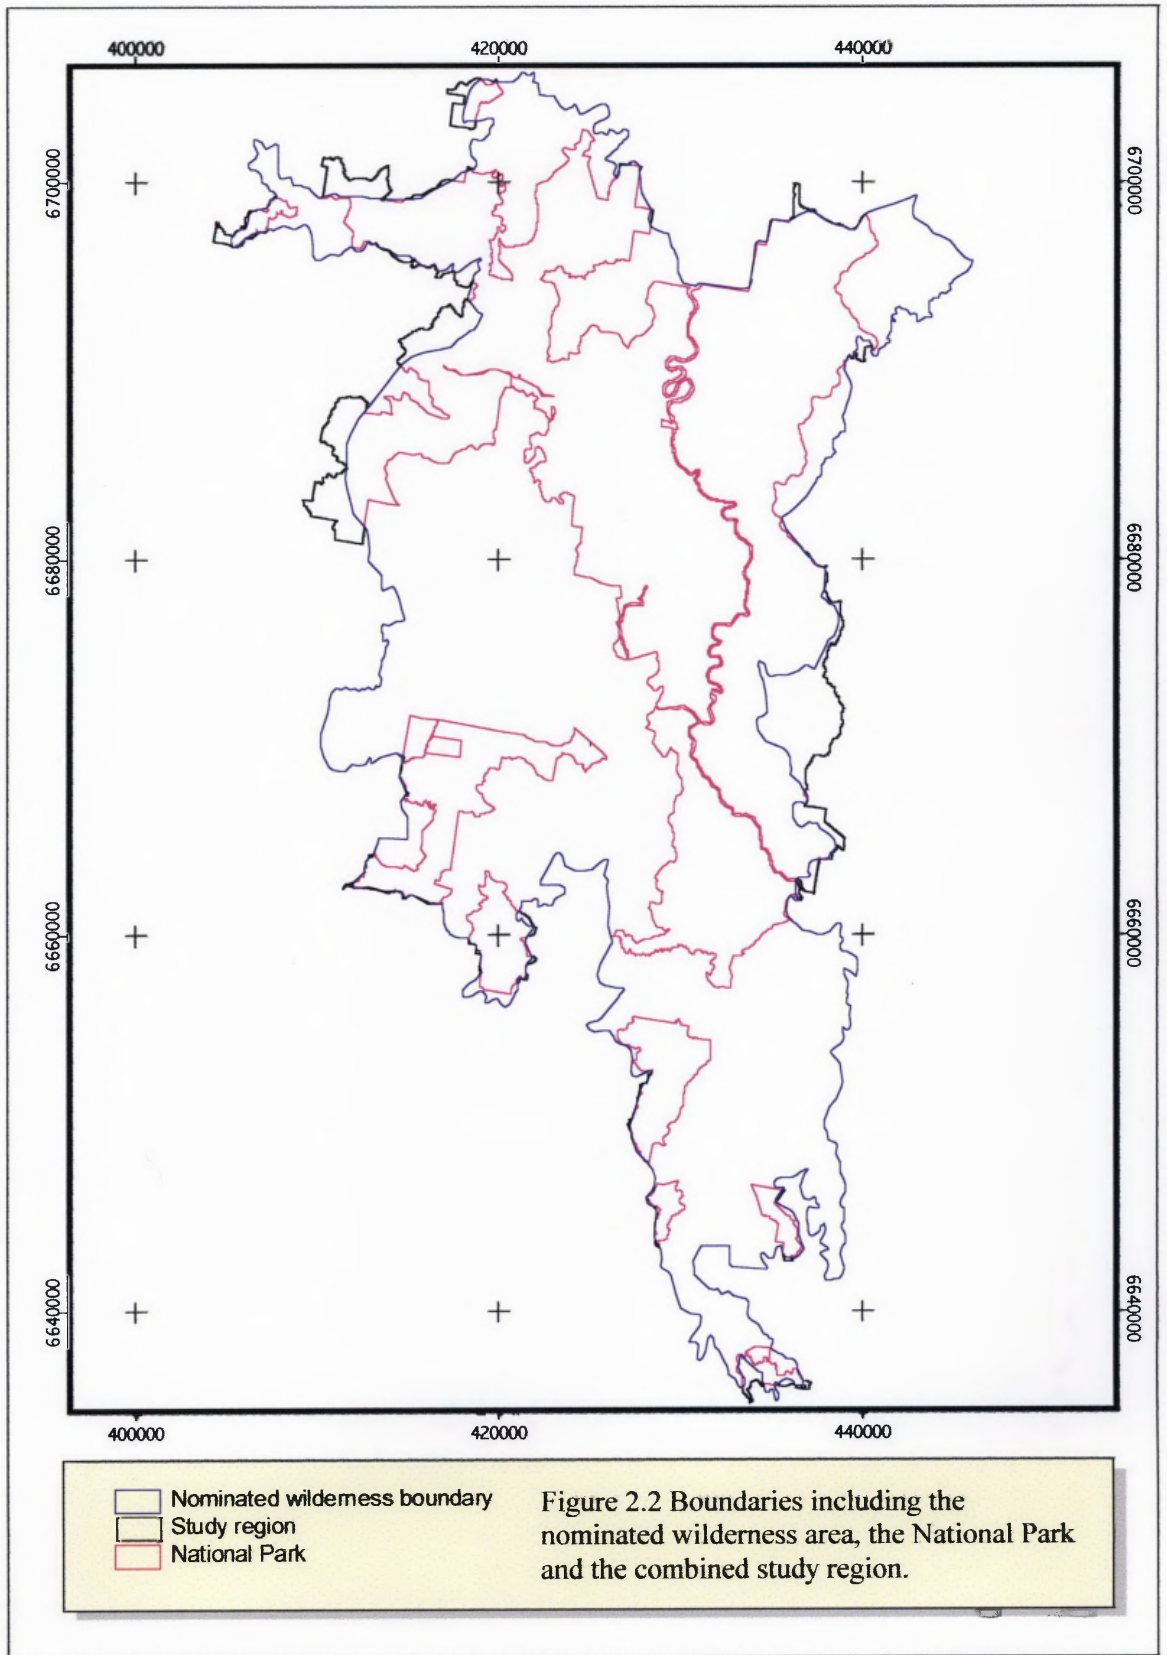 400000 420000 440000
6700000 6700000
6680000 6680000
6660000 6660000
6640000 6640000
400000 420000 440000
Nominated wilderness boundary
Study region
National Park
Figure 2.2 Boundaries including the
nominated wilderness area, the National Park
and the combined study region.